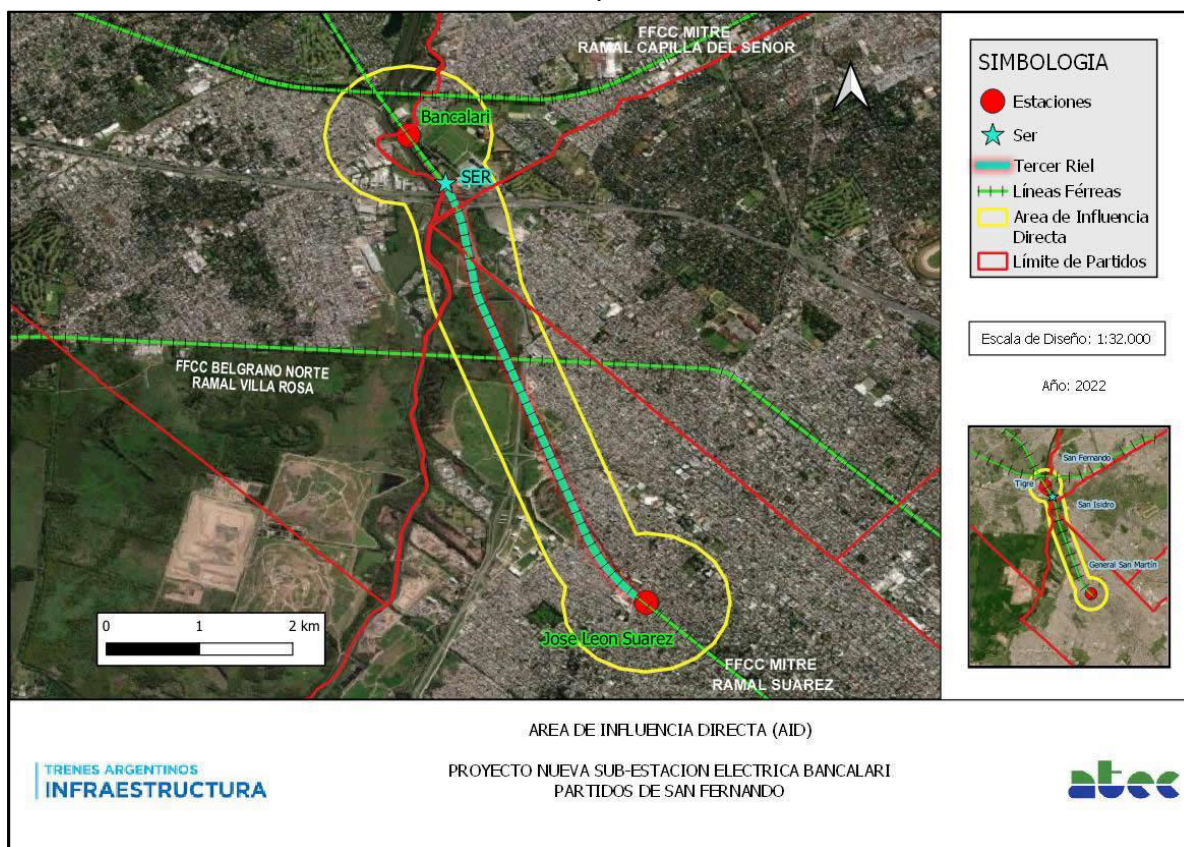 FFCC MITRE
RAMAL CAPILLA DEL SEÑOR
Bancalari
SER
FFCC BELGRANO NORTE
RAMAL VILLA ROSA
Jose Leon Suarez
FFCC MITRE
RAMAL SUAREZ
0 1 2 km
SIMBOLOGIA
Estaciones
Ser
Tercer Riel
Líneas Férreas
Area de Influencia
Directa
Límite de Partidos
Escala de Diseño: 1:32.000
Año: 2022
San Fernando
Tigre
San Isidro
General San Martín
AREA DE INFLUENCIA DIRECTA (AID)
PROYECTO NUEVA SUB-ESTACION ELECTRICA BANCALARI
PARTIDOS DE SAN FERNANDO
TRENES ARGENTINOS
INFRAESTRUCTURA
atec